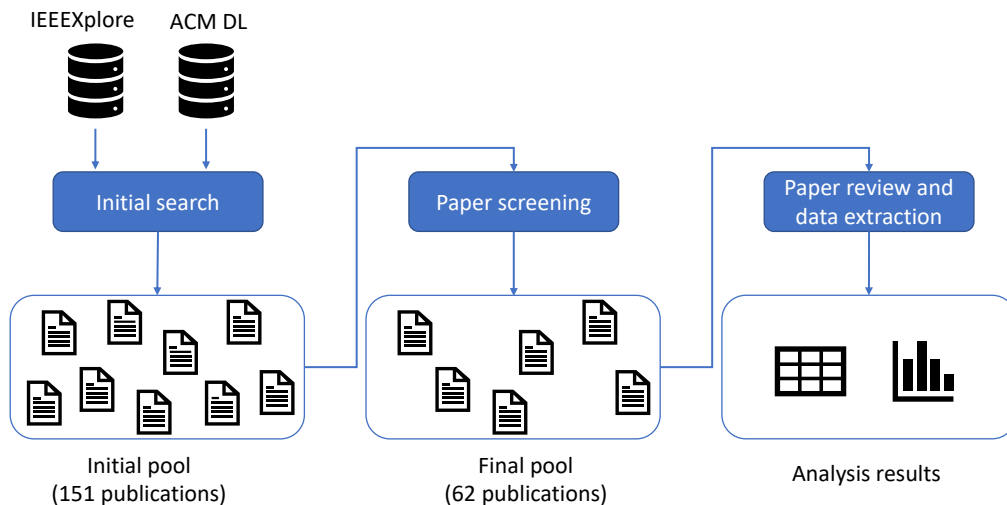 IEEEXplore
ACM DL
Initial search
Paper screening
Paper review and
data extraction
Initial pool
(151 publications)
Final pool
(62 publications)
Analysis results